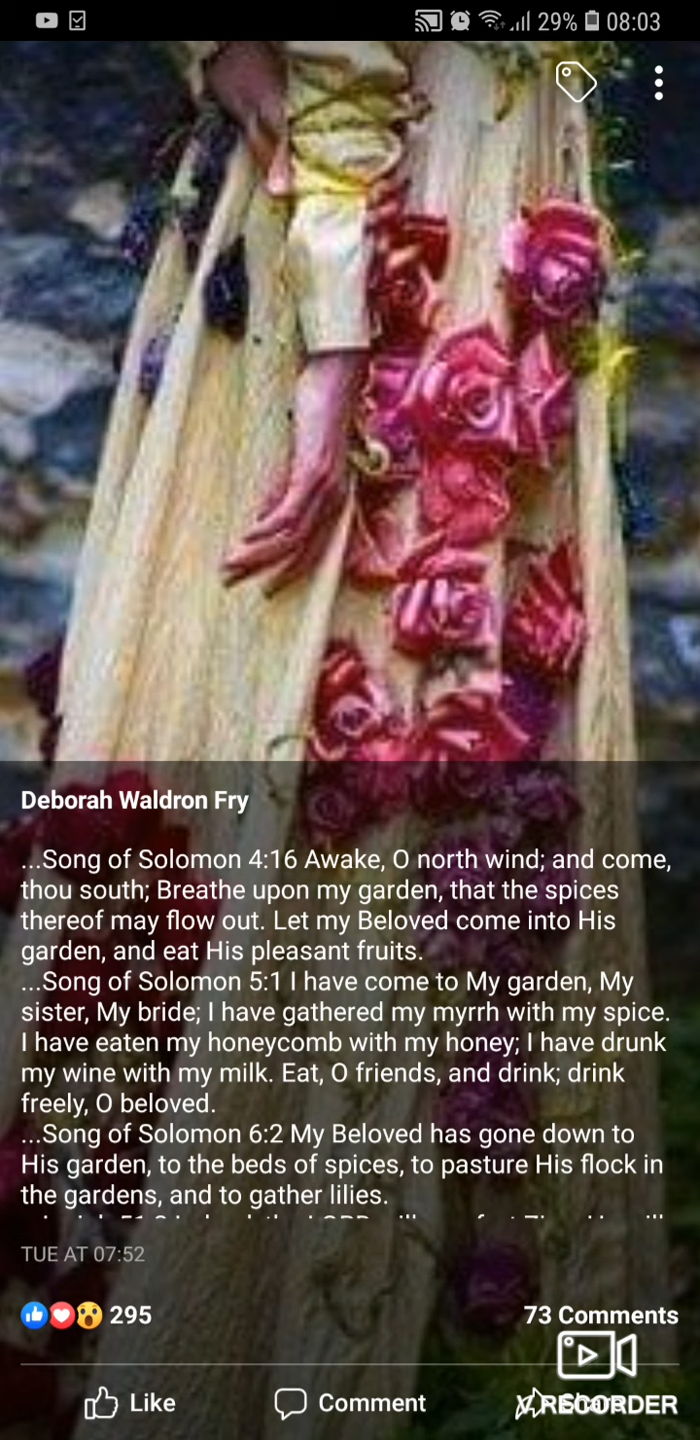 29% 08:03
Deborah Waldron Fry
...Song of Solomon 4:16 Awake, O north wind; and come,
thou south; Breathe upon my garden, that the spices
thereof may flow out. Let my Beloved come into His
garden, and eat His pleasant fruits.
...Song of Solomon 5:1 I have come to My garden, My
sister, My bride; I have gathered my myrrh with my spice.
I have eaten my honeycomb with my honey; I have drunk
my wine with my milk. Eat, O friends, and drink; drink
freely, O beloved.
...Song of Solomon 6:2 My Beloved has gone down to
His garden, to the beds of spices, to pasture His flock in
the gardens, and to gather lilies.
TUE AT 07:52
295 73 Comments
Like Comment Share
V RECORDER